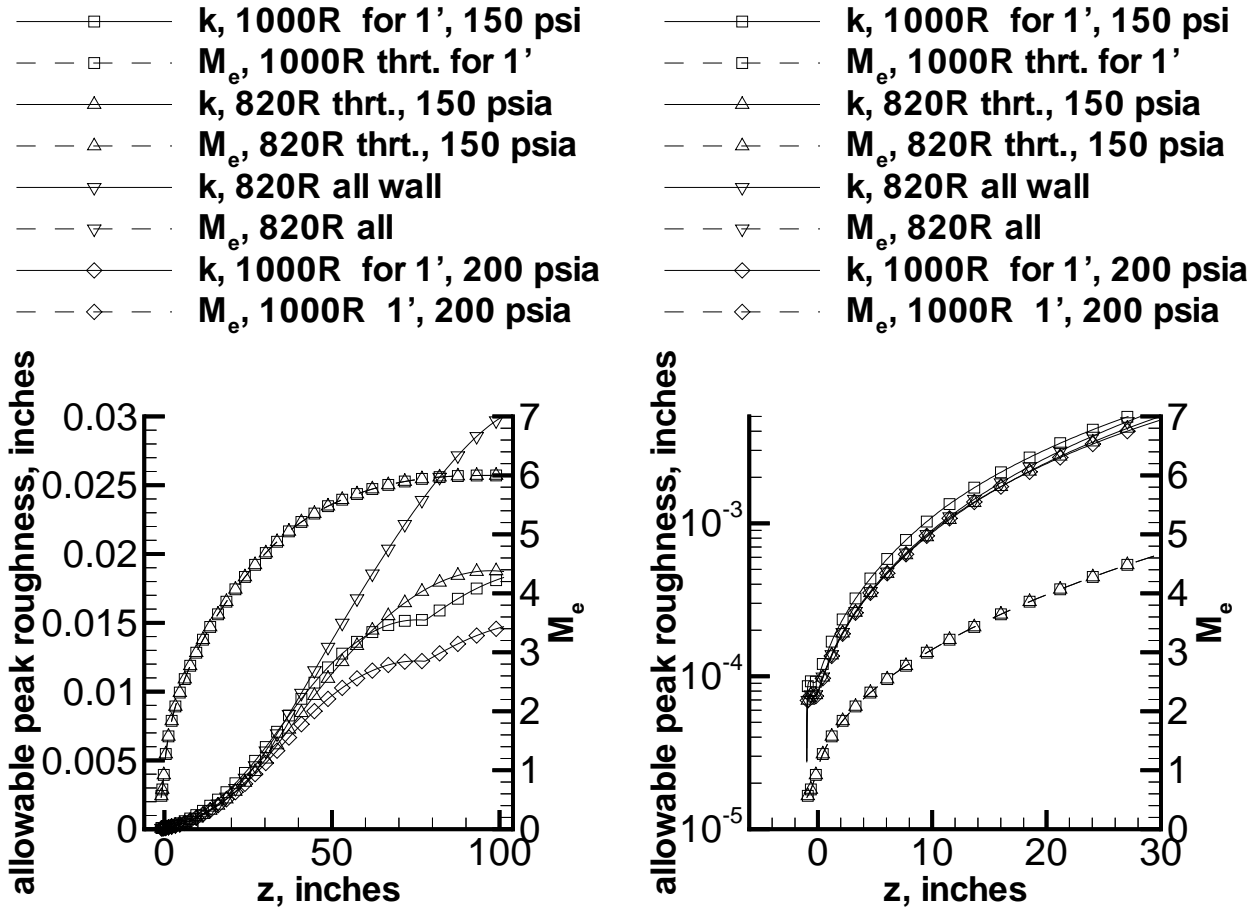 k, 1000R for 1', 150 psi
M_e, 1000R thrt. for 1'
k, 820R thrt., 150 psia
M_e, 820R thrt., 150 psia
k, 820R all wall
M_e, 820R all
k, 1000R for 1', 200 psia
M_e, 1000R 1', 200 psia
allowable peak roughness, inches
0.03
0.025
0.02
0.015
0.01
0.005
0
7
6
5
4
3
2
1
0
M_e
0 50 100
z, inches
k, 1000R for 1', 150 psi
M_e, 1000R thrt. for 1'
k, 820R thrt., 150 psia
M_e, 820R thrt., 150 psia
k, 820R all wall
M_e, 820R all
k, 1000R for 1', 200 psia
M_e, 1000R 1', 200 psia
allowable peak roughness, inches
10^-3
10^-4
10^-5
7
6
5
4
3
2
1
0
M_e
0 10 20 30
z, inches